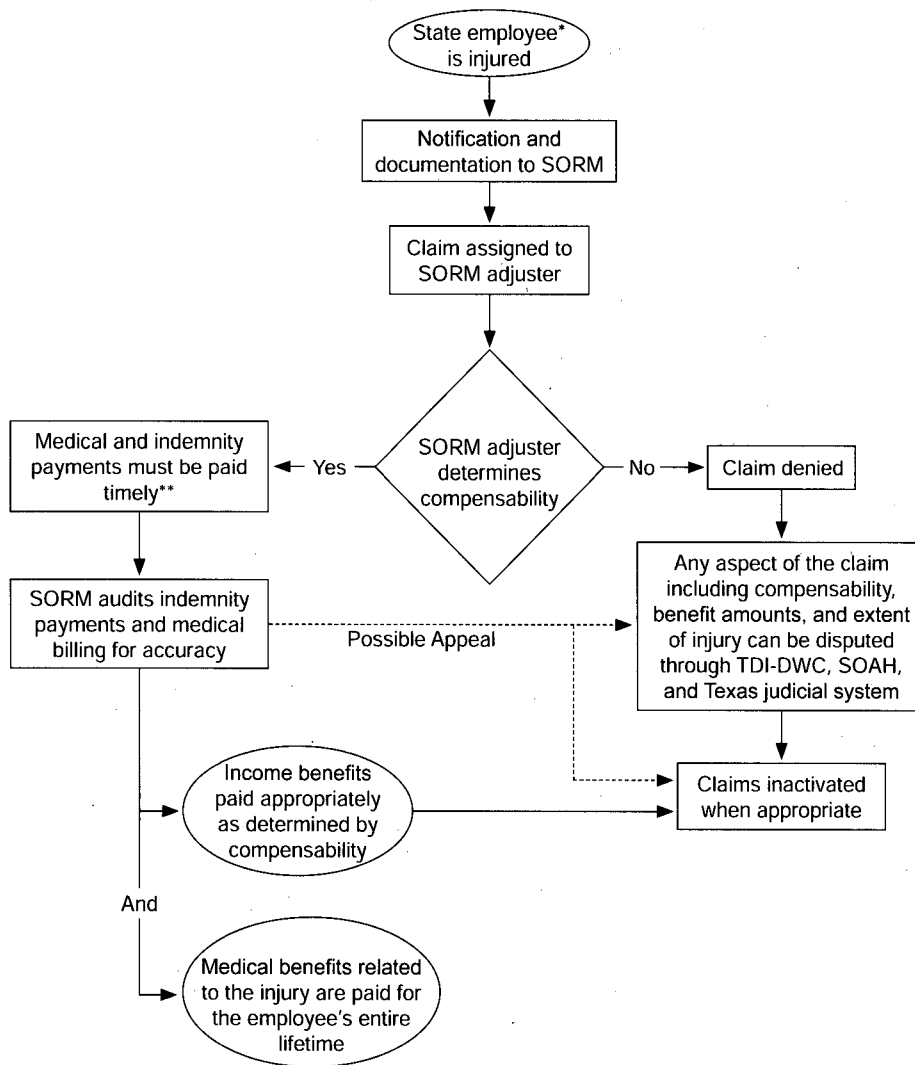 State employee*
is injured
Notification and
documentation to SORM
Claim assigned to
SORM adjuster
SORM adjuster
determines
compensability
Yes
No
Medical and indemnity
payments must be paid
timely**
Claim denied
SORM audits indemnity
payments and medical
billing for accuracy
Possible Appeal
Any aspect of the claim
including compensability,
benefit amounts, and extent
of injury can be disputed
through TDI-DWC, SOAH,
and Texas judicial system
Income benefits
paid appropriately
as determined by
compensability
Claims inactivated
when appropriate
And
Medical benefits related
to the injury are paid for
the employee's entire
lifetime